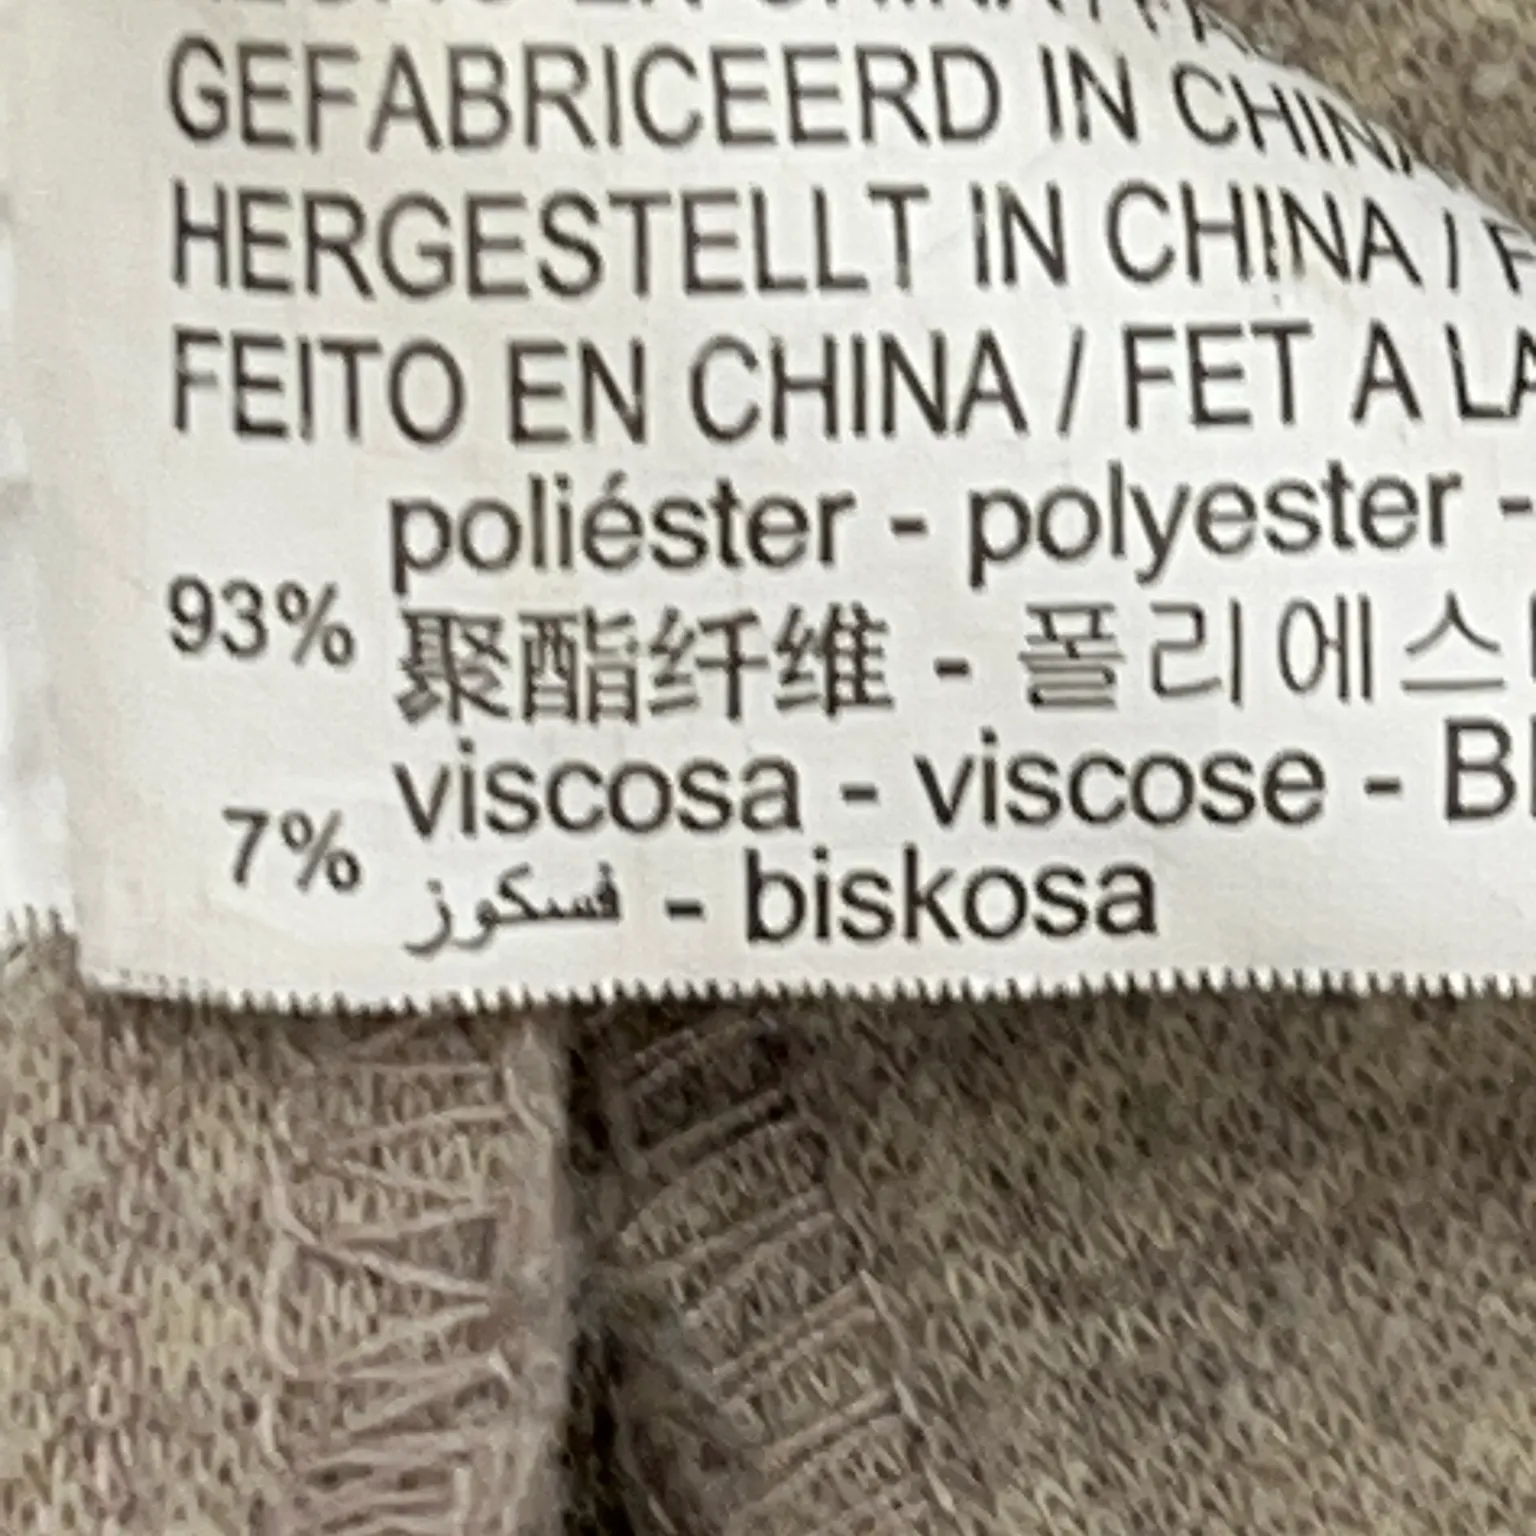 GEFABRICEERD IN CHINA
HERGESTELLT IN CHINA /
FEITO EN CHINA / FET A LA
poliéster - polyester -
93% 聚酯纤维 - 폴리에스
viscosa - viscose -
7% فسكوز - biskosa